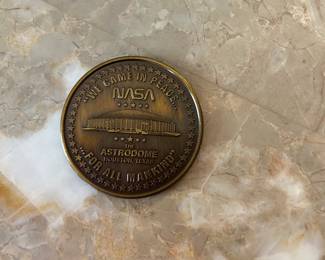 "WE CAME IN PEACE...
NASA
THE
ASTRODOME
HOUSTON, TEXAS
...FOR ALL MANKIND"